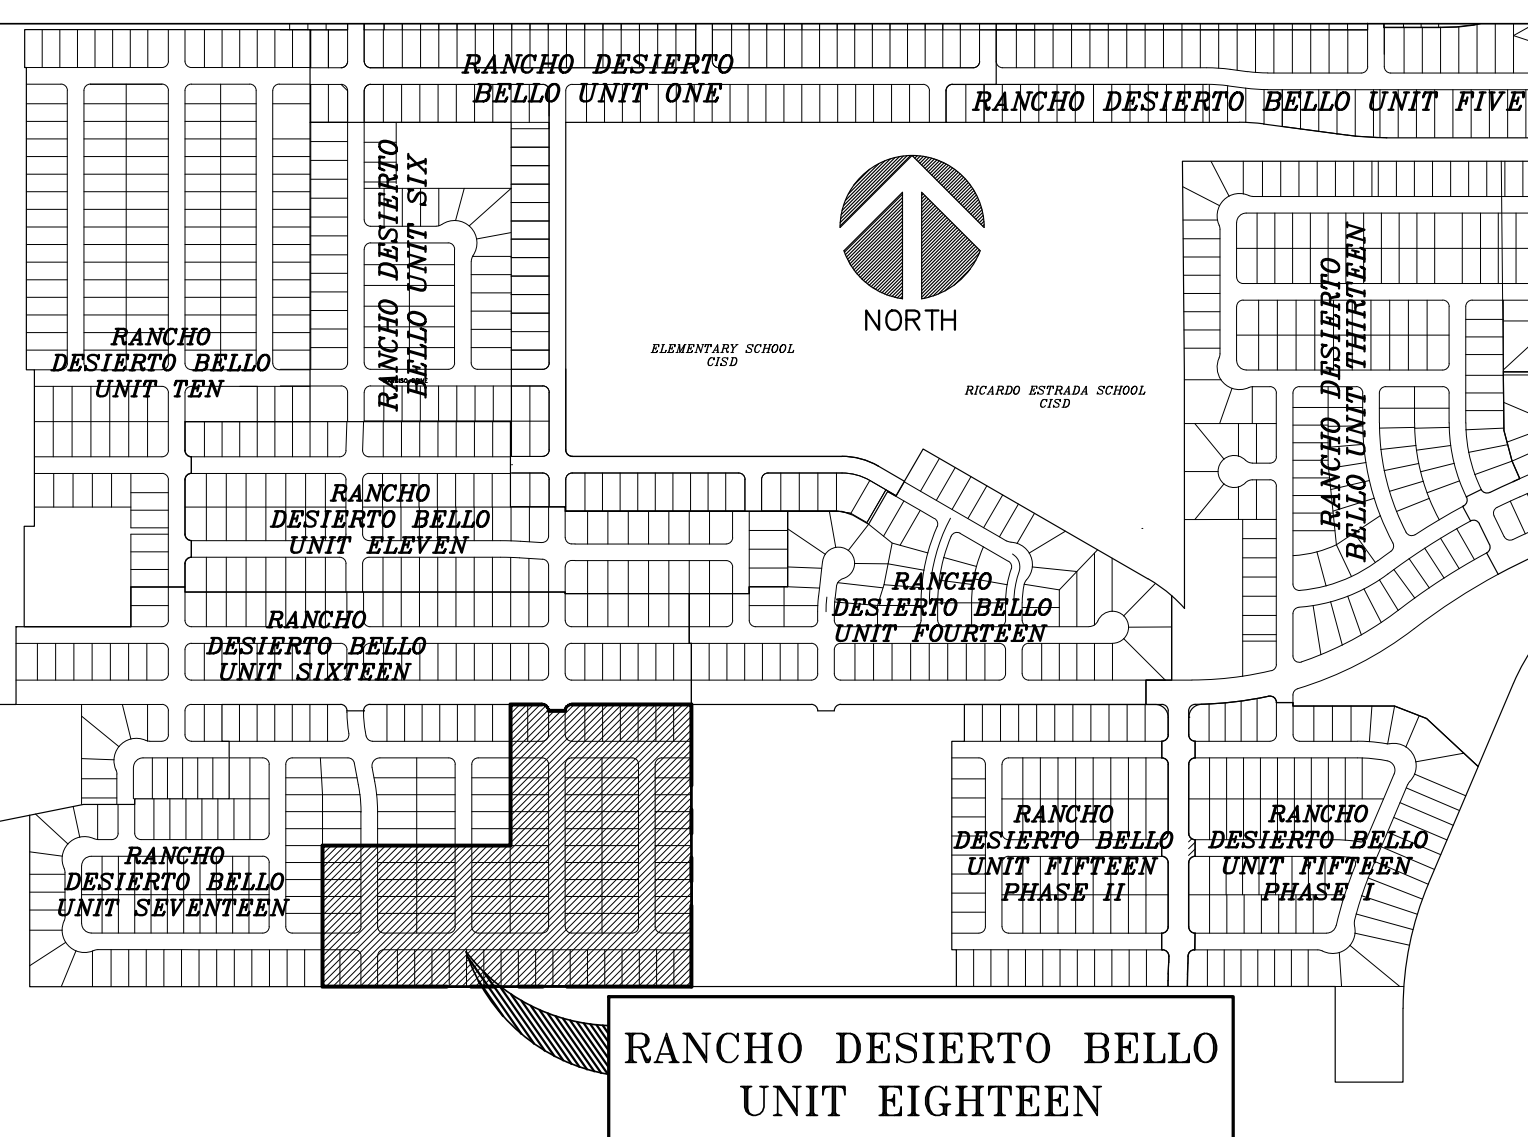 RANCHO DESIERTO
BELLO UNIT ONE
RANCHO DESIERTO BELLO UNIT FIVE
RANCHO DESIERTO
BELLO UNIT SIX
NORTH
RANCHO DESIERTO
BELLO UNIT THIRTEEN
RANCHO
DESIERTO BELLO
UNIT TEN
ELEMENTARY SCHOOL
CISD
RICARDO ESTRADA SCHOOL
CISD
RANCHO
DESIERTO BELLO
UNIT ELEVEN
RANCHO
DESIERTO BELLO
UNIT FOURTEEN
RANCHO
DESIERTO BELLO
UNIT SIXTEEN
RANCHO
DESIERTO BELLO
UNIT FIFTEEN
PHASE II
RANCHO
DESIERTO BELLO
UNIT FIFTEEN
PHASE I
RANCHO
DESIERTO BELLO
UNIT SEVENTEEN
RANCHO DESIERTO BELLO
UNIT EIGHTEEN